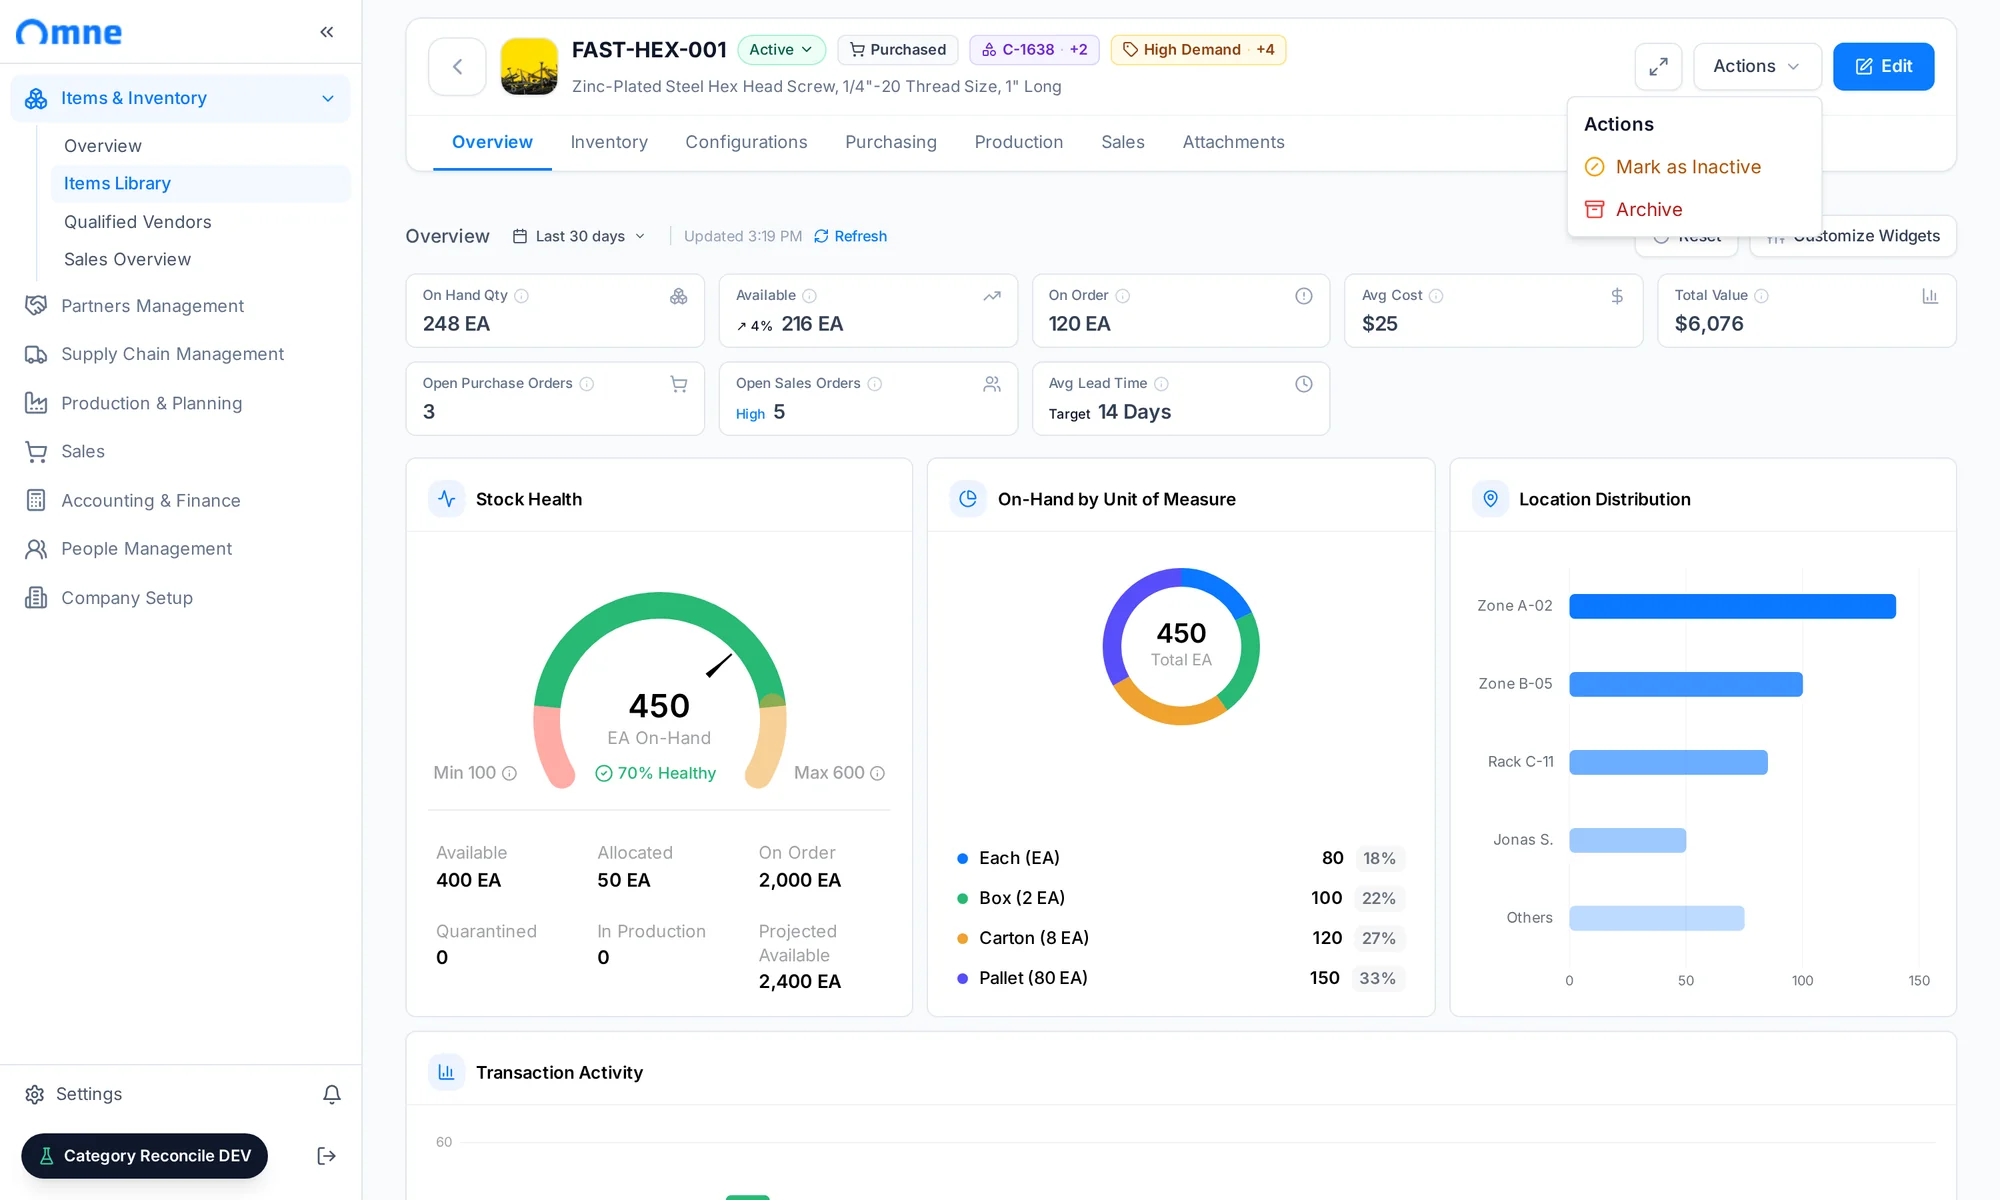 Omne
Items & Inventory
Overview
Items Library
Qualified Vendors
Sales Overview
Partners Management
Supply Chain Management
Production & Planning
Sales
Accounting & Finance
People Management
Company Setup
Settings
Category Reconcile DEV
FAST-HEX-001
Active
Purchased
C-1638 · +2
High Demand · +4
Zinc-Plated Steel Hex Head Screw, 1/4"-20 Thread Size, 1" Long
Actions
Edit
Actions
Mark as Inactive
Archive
Overview
Inventory
Configurations
Purchasing
Production
Sales
Attachments
Overview
Last 30 days
Updated 3:19 PM
Refresh
Reset
Customize Widgets
On Hand Qty
248 EA
Available
↗ 4% 216 EA
On Order
120 EA
Avg Cost
$25
Total Value
$6,076
Open Purchase Orders
3
Open Sales Orders
High 5
Avg Lead Time
Target 14 Days
Stock Health
450
EA On-Hand
Min 100
70% Healthy
Max 600
Available
400 EA
Allocated
50 EA
On Order
2,000 EA
Quarantined
0
In Production
0
Projected
Available
2,400 EA
On-Hand by Unit of Measure
450
Total EA
Each (EA) 80 18%
Box (2 EA) 100 22%
Carton (8 EA) 120 27%
Pallet (80 EA) 150 33%
Location Distribution
Zone A-02
Zone B-05
Rack C-11
Jonas S.
Others
0 50 100 150
Transaction Activity
60